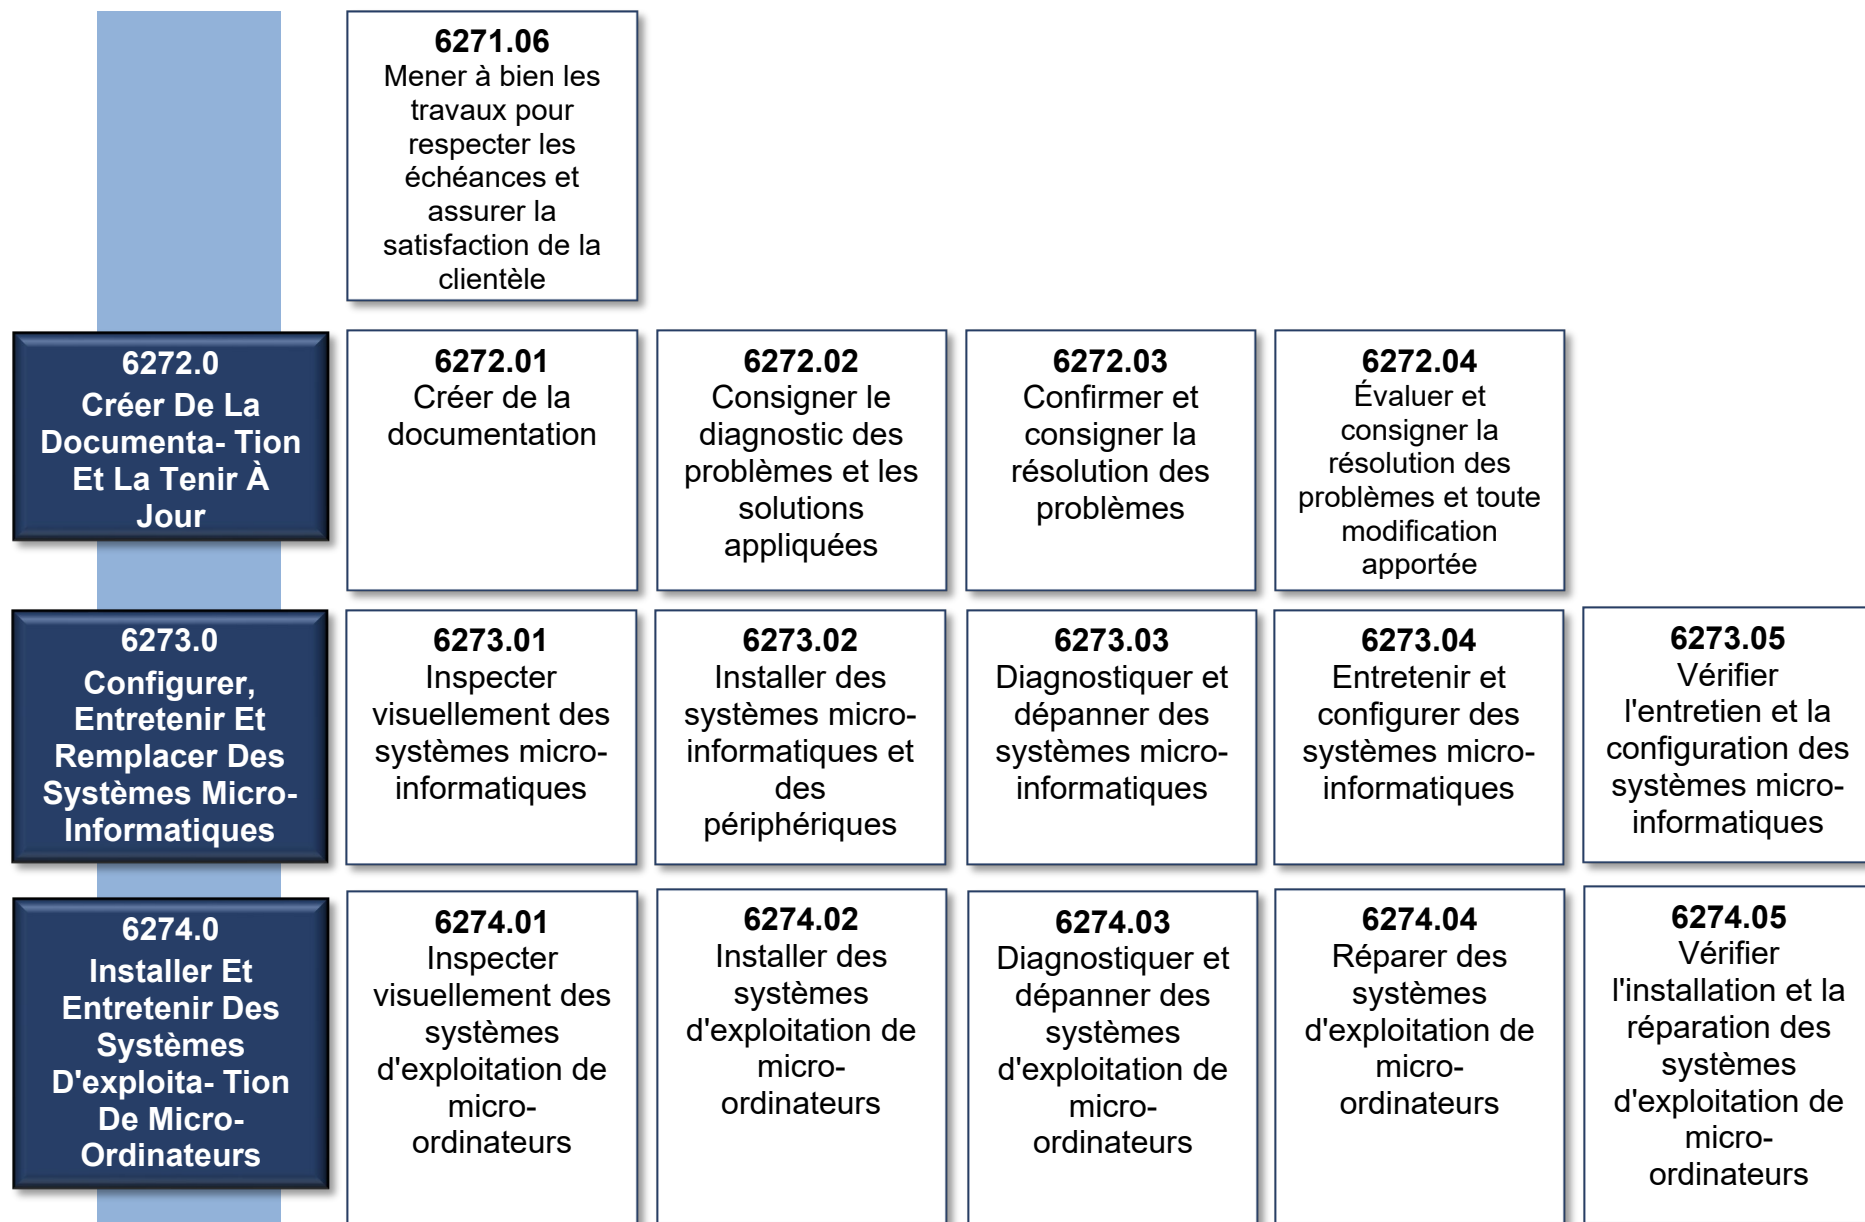 6271.06
Mener à bien les
travaux pour
respecter les
échéances et
assurer la
satisfaction de la
clientèle
6272.0
Créer De La
Documenta- Tion
Et La Tenir À
Jour
6272.01
Créer de la
documentation
6272.02
Consigner le
diagnostic des
problèmes et les
solutions
appliquées
6272.03
Confirmer et
consigner la
résolution des
problèmes
6272.04
Évaluer et
consigner la
résolution des
problèmes et toute
modification
apportée
6273.0
Configurer,
Entretenir Et
Remplacer Des
Systèmes Micro-
Informatiques
6273.01
Inspecter
visuellement des
systèmes micro-
informatiques
6273.02
Installer des
systèmes micro-
informatiques et
des
périphériques
6273.03
Diagnostiquer et
dépanner des
systèmes micro-
informatiques
6273.04
Entretenir et
configurer des
systèmes micro-
informatiques
6273.05
Vérifier
l'entretien et la
configuration des
systèmes micro-
informatiques
6274.0
Installer Et
Entretenir Des
Systèmes
D'exploita- Tion
De Micro-
Ordinateurs
6274.01
Inspecter
visuellement des
systèmes
d'exploitation de
micro-
ordinateurs
6274.02
Installer des
systèmes
d'exploitation de
micro-
ordinateurs
6274.03
Diagnostiquer et
dépanner des
systèmes
d'exploitation de
micro-
ordinateurs
6274.04
Réparer des
systèmes
d'exploitation de
micro-
ordinateurs
6274.05
Vérifier
l'installation et la
réparation des
systèmes
d'exploitation de
micro-
ordinateurs